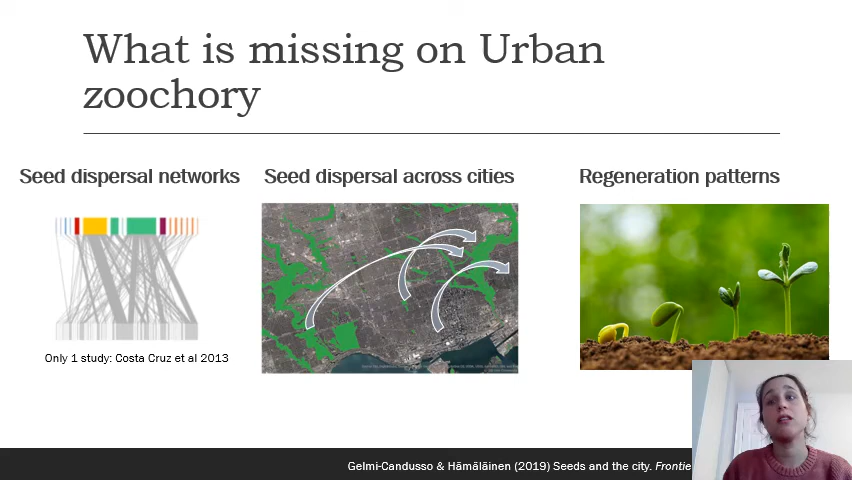 What is missing on Urban
zoochory
Seed dispersal networks
Seed dispersal across cities
Regeneration patterns
Only 1 study: Costa Cruz et al 2013
Gelmi-Candusso & Hämäläinen (2019) Seeds and the city. Frontie